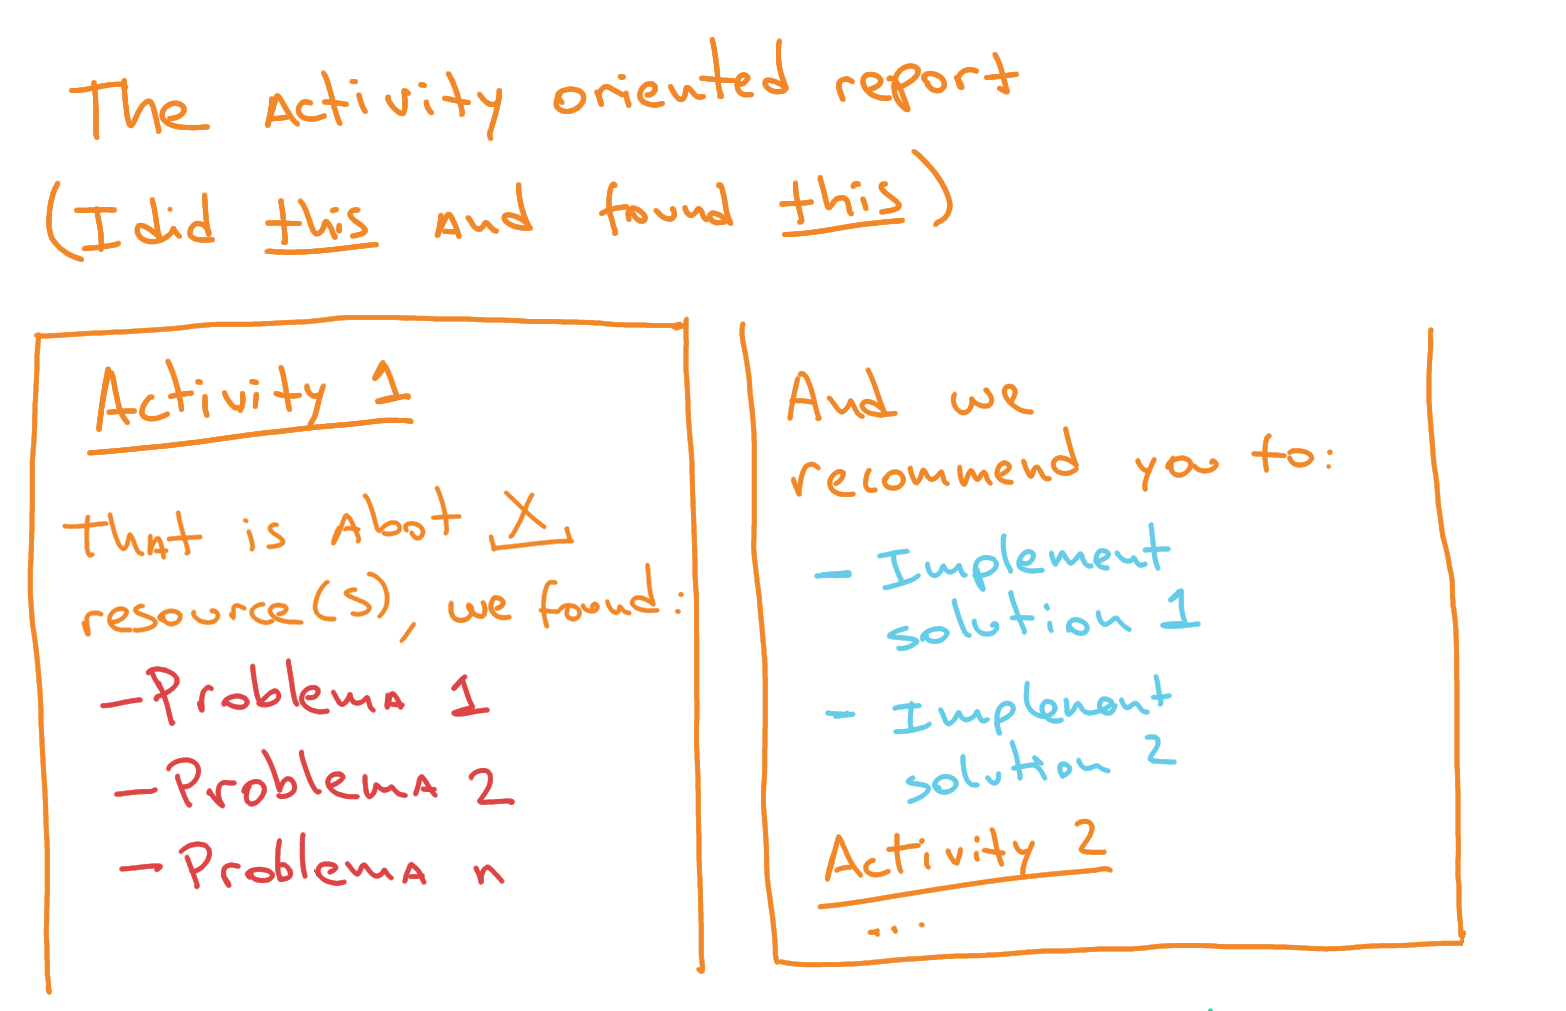 The Activity oriented report
(I did this and found this)
Activity 1
That is Abot X
resource(s), we found:
- Problema 1
- Problema 2
- Problema n
And we
recommend you to:
- Implement
solution 1
- Implement
solution 2
Activity 2
...